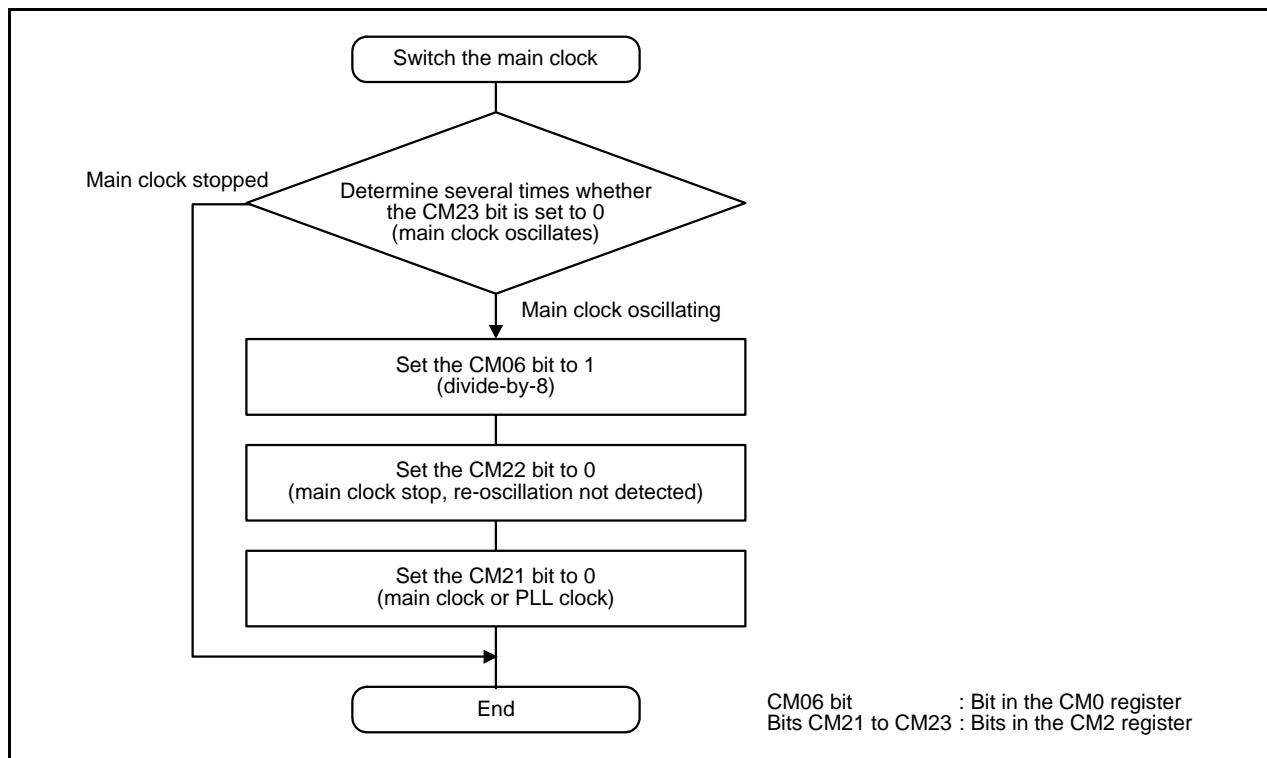 Switch the main clock
Main clock stopped
Determine several times whether
the CM23 bit is set to 0
(main clock oscillates)
Main clock oscillating
Set the CM06 bit to 1
(divide-by-8)
Set the CM22 bit to 0
(main clock stop, re-oscillation not detected)
Set the CM21 bit to 0
(main clock or PLL clock)
End
CM06 bit : Bit in the CM0 register
Bits CM21 to CM23 : Bits in the CM2 register